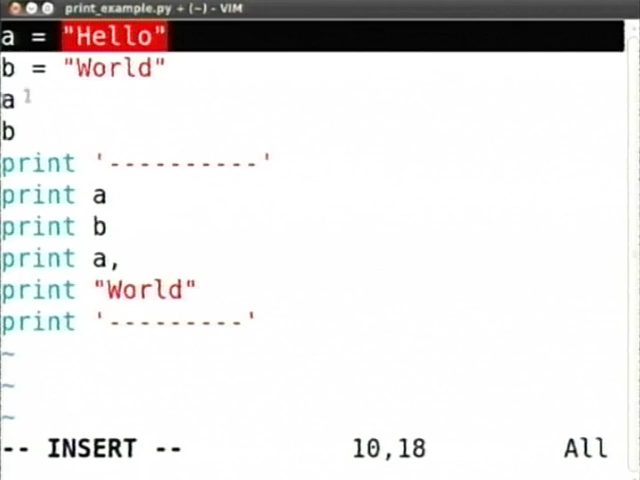 print_example.py + (~) - VIM
a = "Hello"
b = "World"
a
b
print '----------'
print a
print b
print a,
print "World"
print '---------'
~
~
~
-- INSERT -- 10,18 All